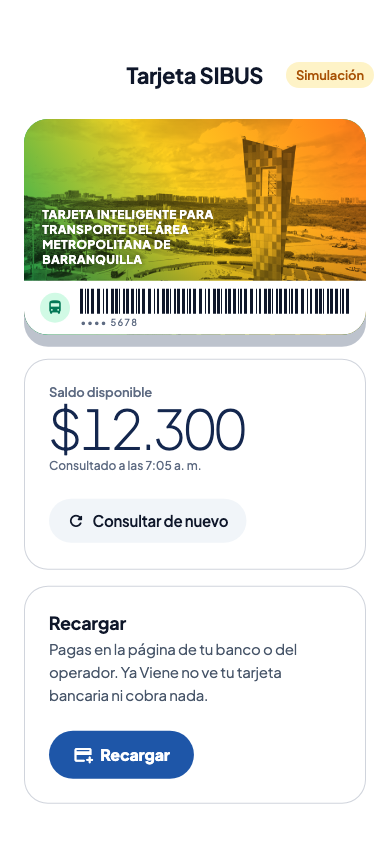 Tarjeta SIBUS
Simulación
TARJETA INTELIGENTE PARA
TRANSPORTE DEL ÁREA
METROPOLITANA DE
BARRANQUILLA
•••• 5678
Saldo disponible
$12.300
Consultado a las 7:05 a. m.
Consultar de nuevo
Recargar
Pagas en la página de tu banco o del
operador. Ya Viene no ve tu tarjeta
bancaria ni cobra nada.
Recargar